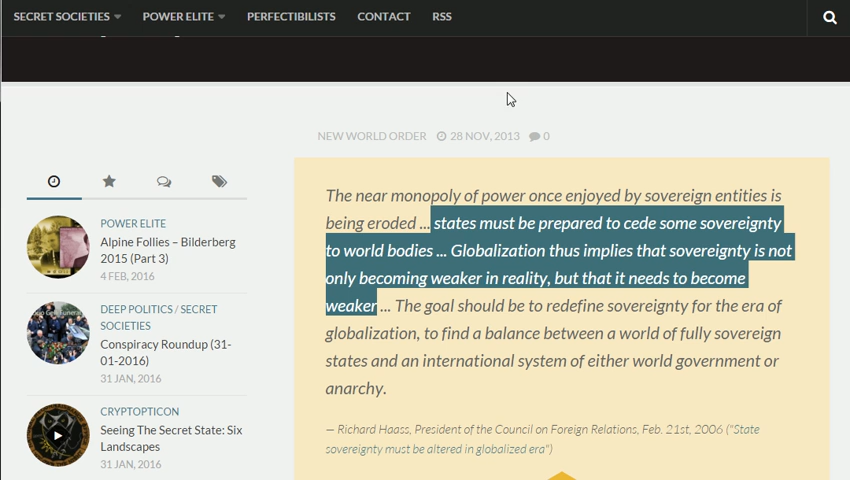 SECRET SOCIETIES POWER ELITE PERFECTIBILISTS CONTACT RSS
NEW WORLD ORDER 28 NOV, 2013 0
POWER ELITE
Alpine Follies – Bilderberg
2015 (Part 3)
4 FEB, 2016
DEEP POLITICS / SECRET
SOCIETIES
Conspiracy Roundup (31-
01-2016)
31 JAN, 2016
CRYPTOPTICON
Seeing The Secret State: Six
Landscapes
31 JAN, 2016
The near monopoly of power once enjoyed by sovereign entities is
being eroded ... states must be prepared to cede some sovereignty
to world bodies ... Globalization thus implies that sovereignty is not
only becoming weaker in reality, but that it needs to become
weaker ... The goal should be to redefine sovereignty for the era of
globalization, to find a balance between a world of fully sovereign
states and an international system of either world government or
anarchy.
— Richard Haass, President of the Council on Foreign Relations, Feb. 21st, 2006 ("State
sovereignty must be altered in globalized era")